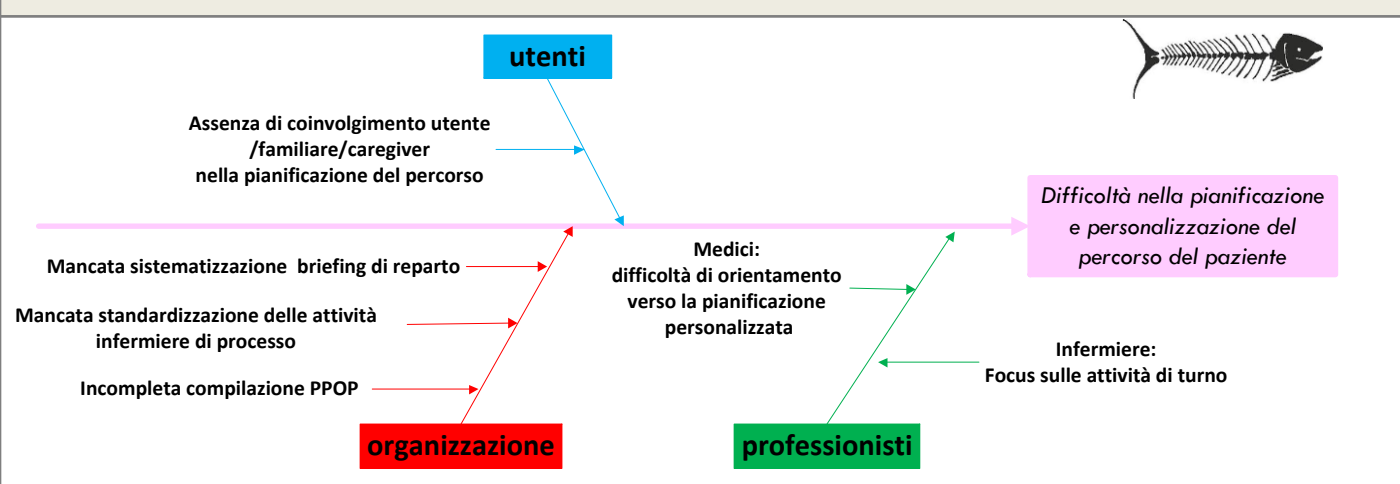 utenti
Assenza di coinvolgimento utente
/familiare/caregiver
nella pianificazione del percorso
Difficoltà nella pianificazione
e personalizzazione del
percorso del paziente
Mancata sistematizzazione briefing di reparto
Mancata standardizzazione delle attività
infermiere di processo
Incompleta compilazione PPOP
organizzazione
Medici:
difficoltà di orientamento
verso la pianificazione
personalizzata
Infermiere:
Focus sulle attività di turno
professionisti